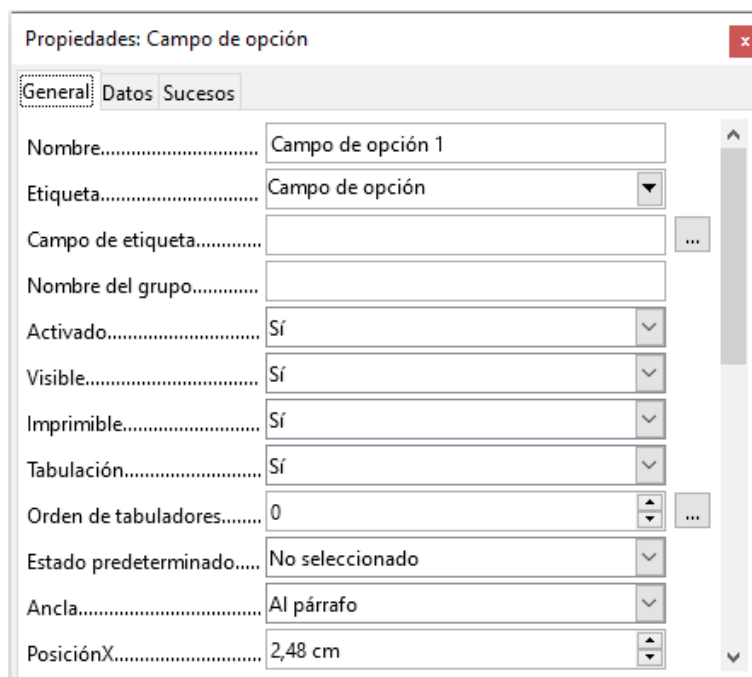 Propiedades: Campo de opción x
General Datos Sucesos
Nombre............................... Campo de opción 1
Etiqueta............................... Campo de opción
Campo de etiqueta............. ...
Nombre del grupo.............
Activado.............................. Sí
Visible.................................. Sí
Imprimible.......................... Sí
Tabulación........................... Sí
Orden de tabuladores........ 0 ...
Estado predeterminado..... No seleccionado
Ancla................................... Al párrafo
PosiciónX............................ 2,48 cm